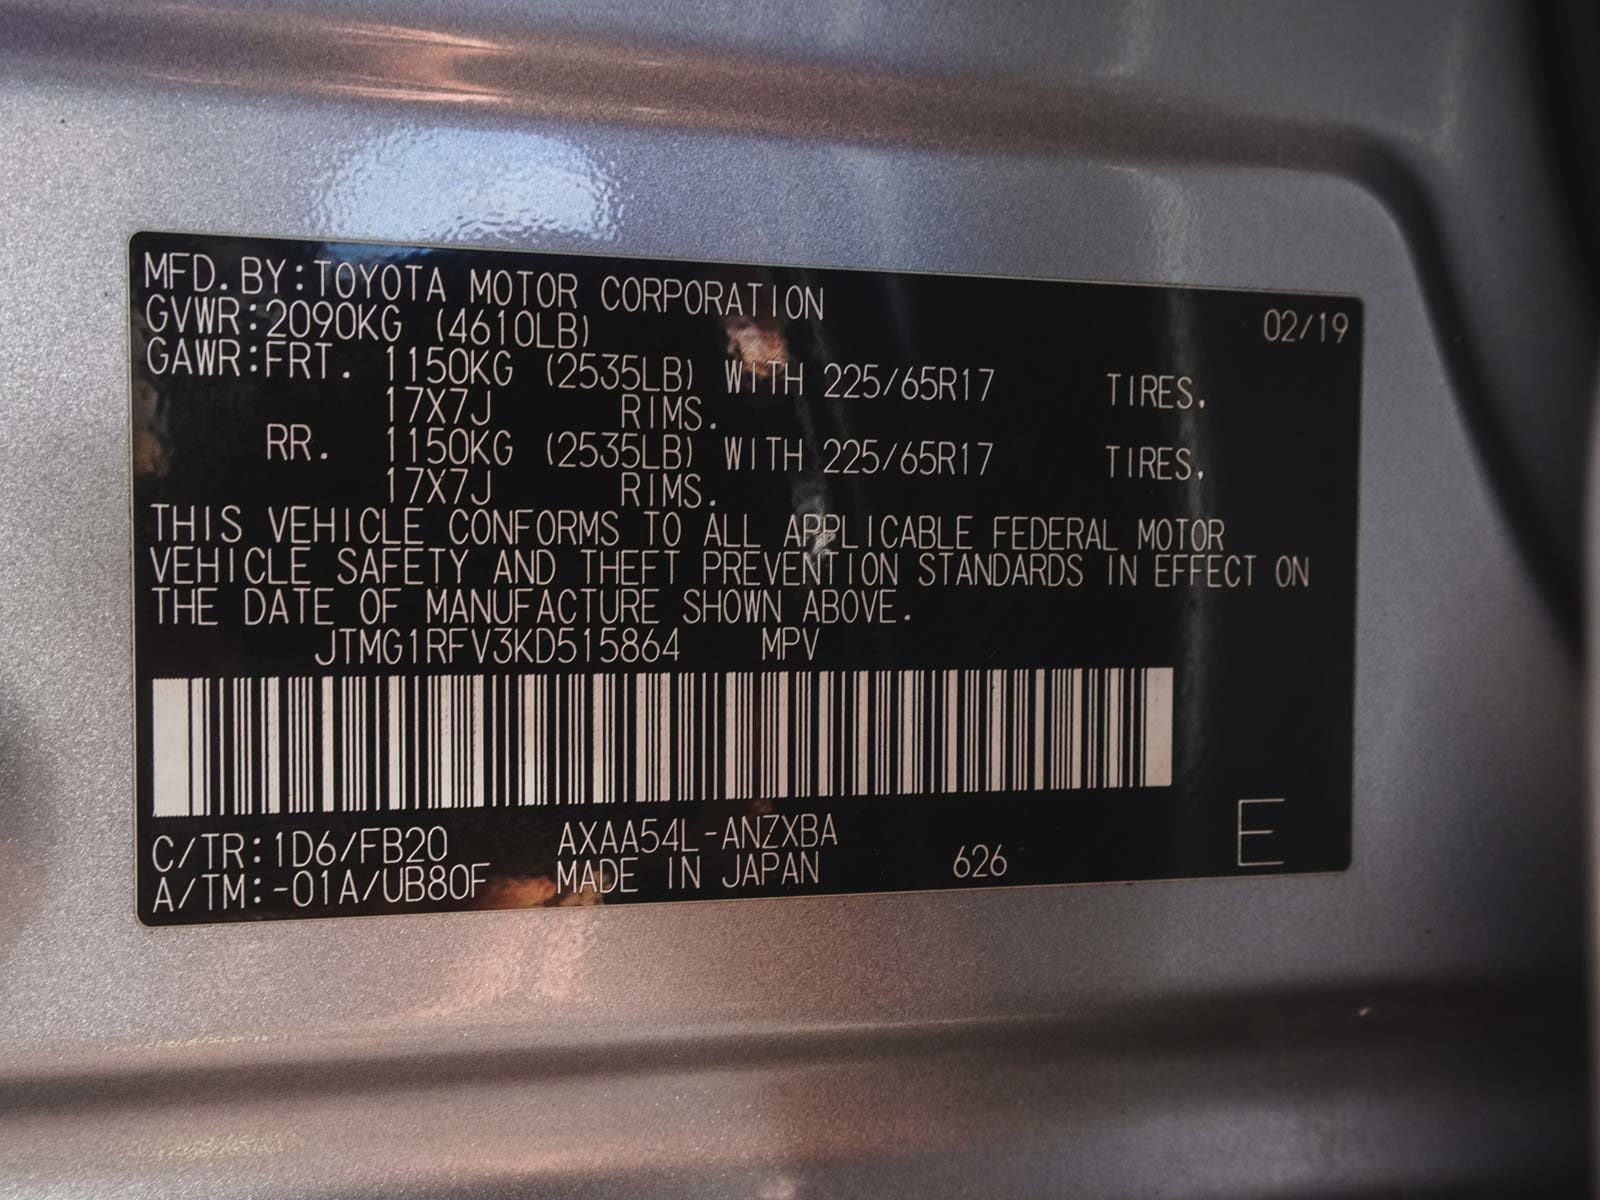 MFD. BY:TOYOTA MOTOR CORPORATION 02/19
GVWR:2090KG (4610LB)
GAWR:FRT. 1150KG (2535LB) WITH 225/65R17 TIRES.
17X7J RIMS.
RR. 1150KG (2535LB) WITH 225/65R17 TIRES.
17X7J RIMS.
THIS VEHICLE CONFORMS TO ALL APPLICABLE FEDERAL MOTOR
VEHICLE SAFETY AND THEFT PREVENTION STANDARDS IN EFFECT ON
THE DATE OF MANUFACTURE SHOWN ABOVE.
JTMG1RFV3KD515864 MPV
C/TR:1D6/FB20 AXAA54L-ANZXBA
A/TM:-01A/UB80F MADE IN JAPAN 626 E